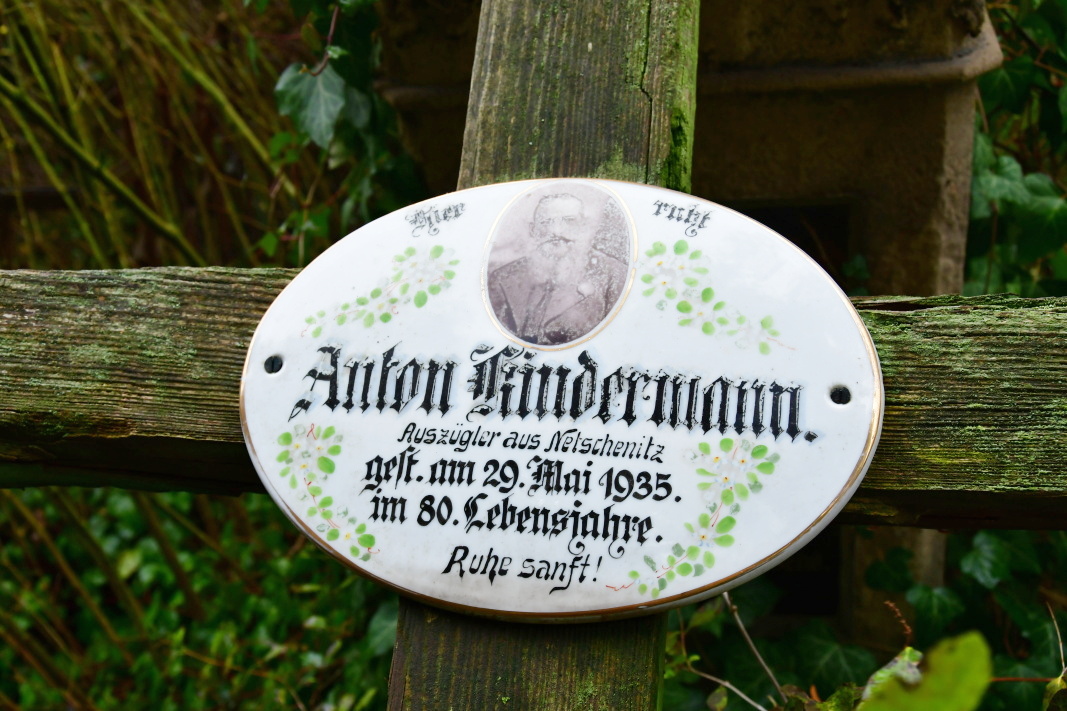 Hier ruht
Anton Kindermann.
Auszügler aus Netschenitz
gest. am 29. Mai 1935.
im 80. Lebensjahre.
Ruhe sanft!